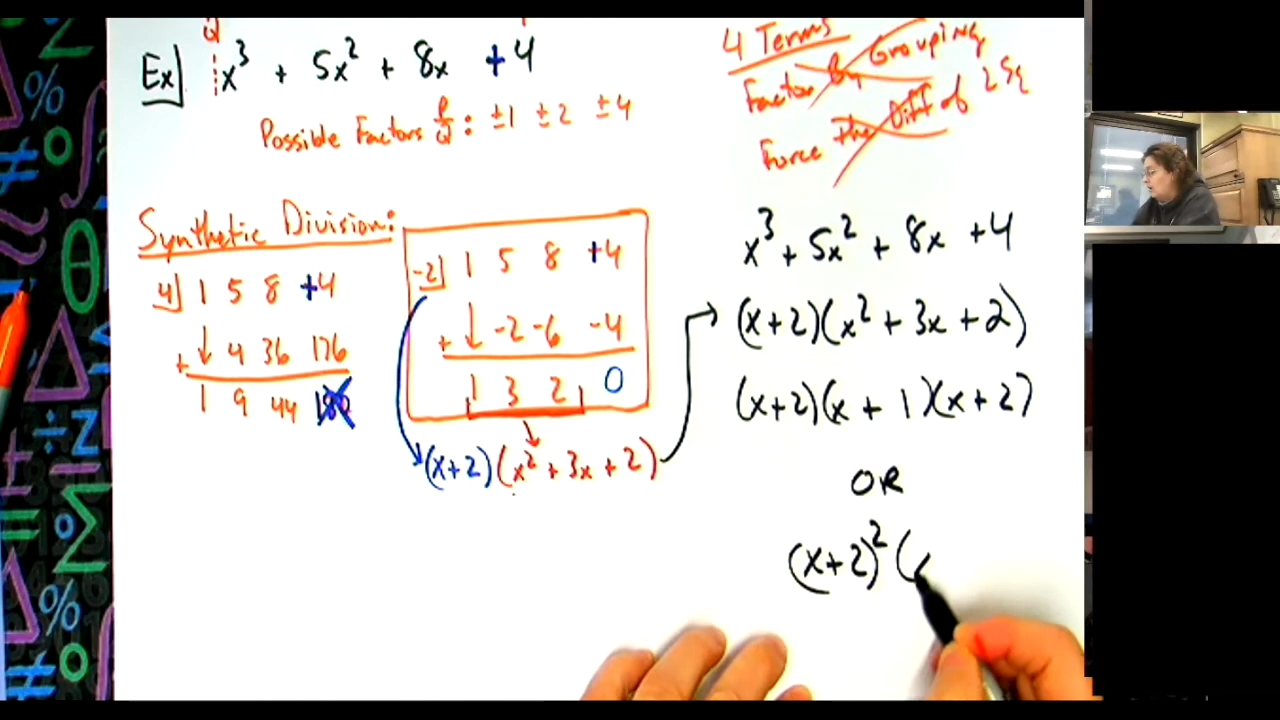 Q
Ex] x³ + 5x² + 8x + 4
Possible Factors P/Q : ±1 ±2 ±4
4 Terms
Factor By Grouping
Force the Diff of 2 Sq
Synthetic Division:
4] 1 5 8 +4
+ ↓ 4 36 176
1 9 44 180
-2] 1 5 8 +4
+ ↓ -2 -6 -4
1 3 2 0
(x+2)(x² + 3x + 2)
x³ + 5x² + 8x + 4
(x+2)(x² + 3x + 2)
(x+2)(x + 1)(x + 2)
OR
(x+2)² (